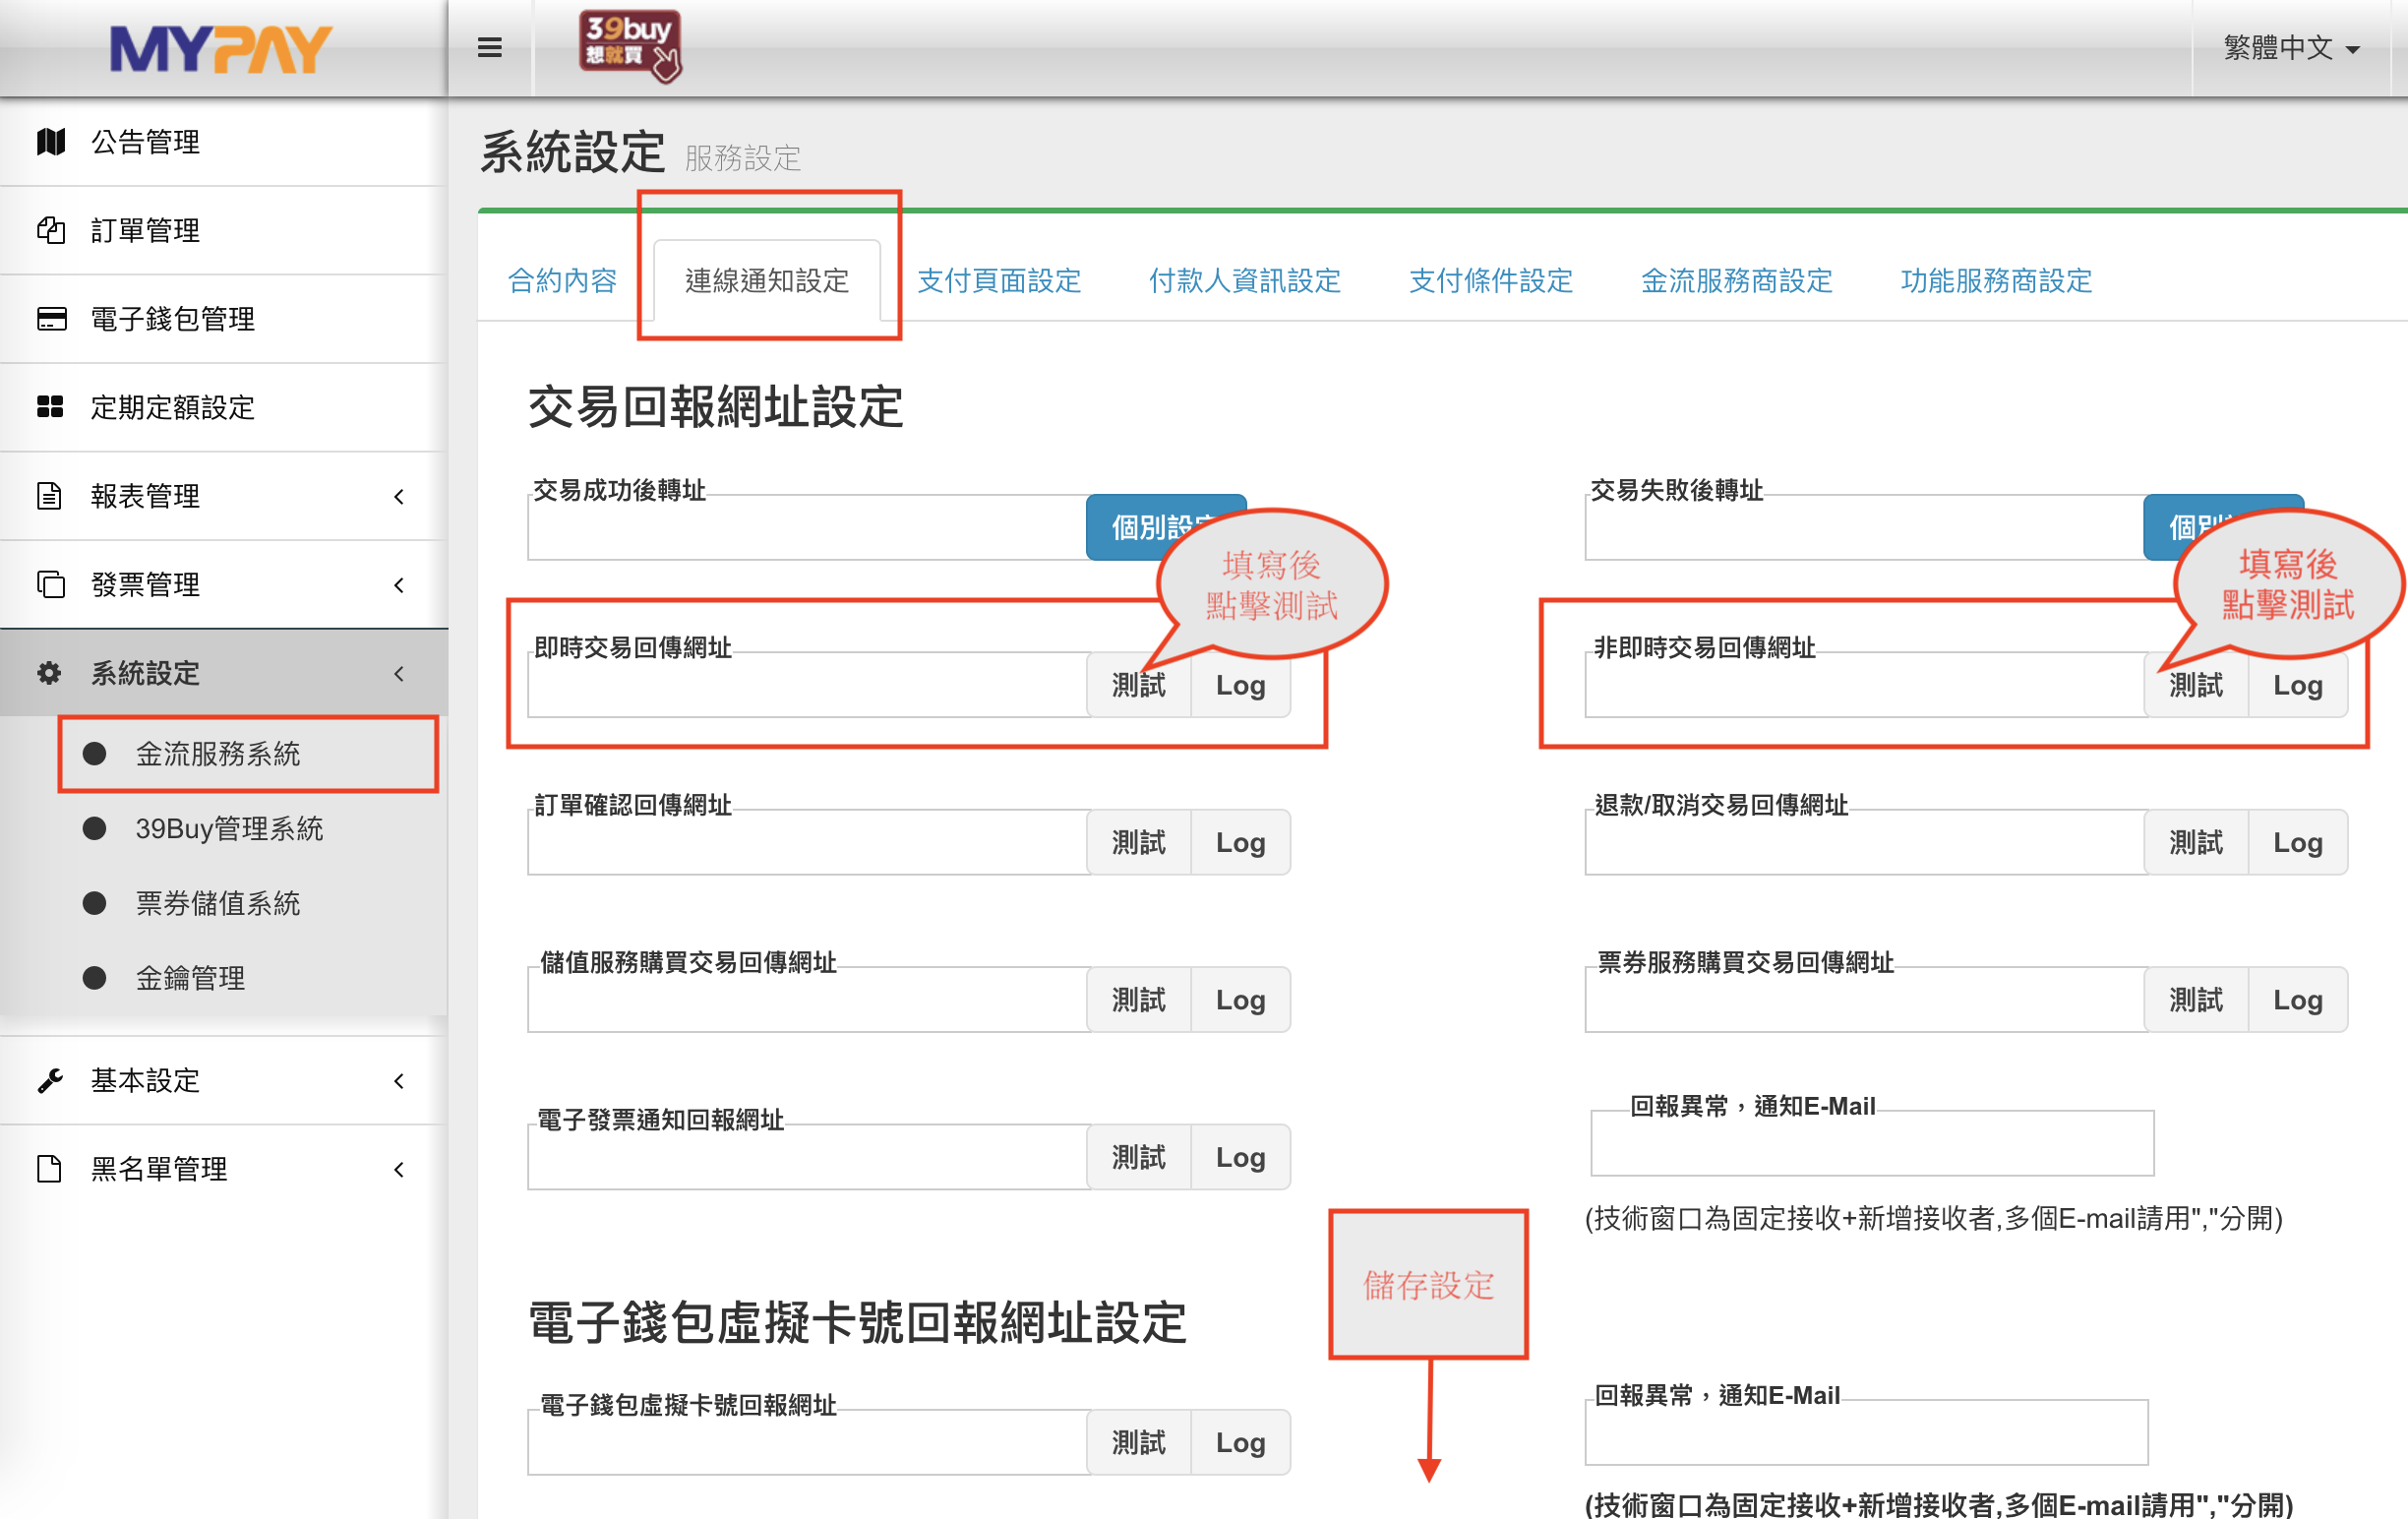 MYPAY
39buy
想就買
繁體中文
公告管理
訂單管理
電子錢包管理
定期定額設定
報表管理
發票管理
系統設定
金流服務系統
39Buy管理系統
票券儲值系統
金鑰管理
基本設定
黑名單管理
系統設定 服務設定
合約內容 連線通知設定 支付頁面設定 付款人資訊設定 支付條件設定 金流服務商設定 功能服務商設定
交易回報網址設定
交易成功後轉址
個別設定
交易失敗後轉址
個別
填寫後
點擊測試
填寫後
點擊測試
即時交易回傳網址
測試 Log
非即時交易回傳網址
測試 Log
訂單確認回傳網址
測試 Log
退款/取消交易回傳網址
測試 Log
儲值服務購買交易回傳網址
測試 Log
票券服務購買交易回傳網址
測試 Log
電子發票通知回報網址
測試 Log
回報異常，通知E-Mail
(技術窗口為固定接收+新增接收者,多個E-mail請用","分開)
儲存設定
電子錢包虛擬卡號回報網址設定
電子錢包虛擬卡號回報網址
測試 Log
回報異常，通知E-Mail
(技術窗口為固定接收+新增接收者,多個E-mail請用","分開)